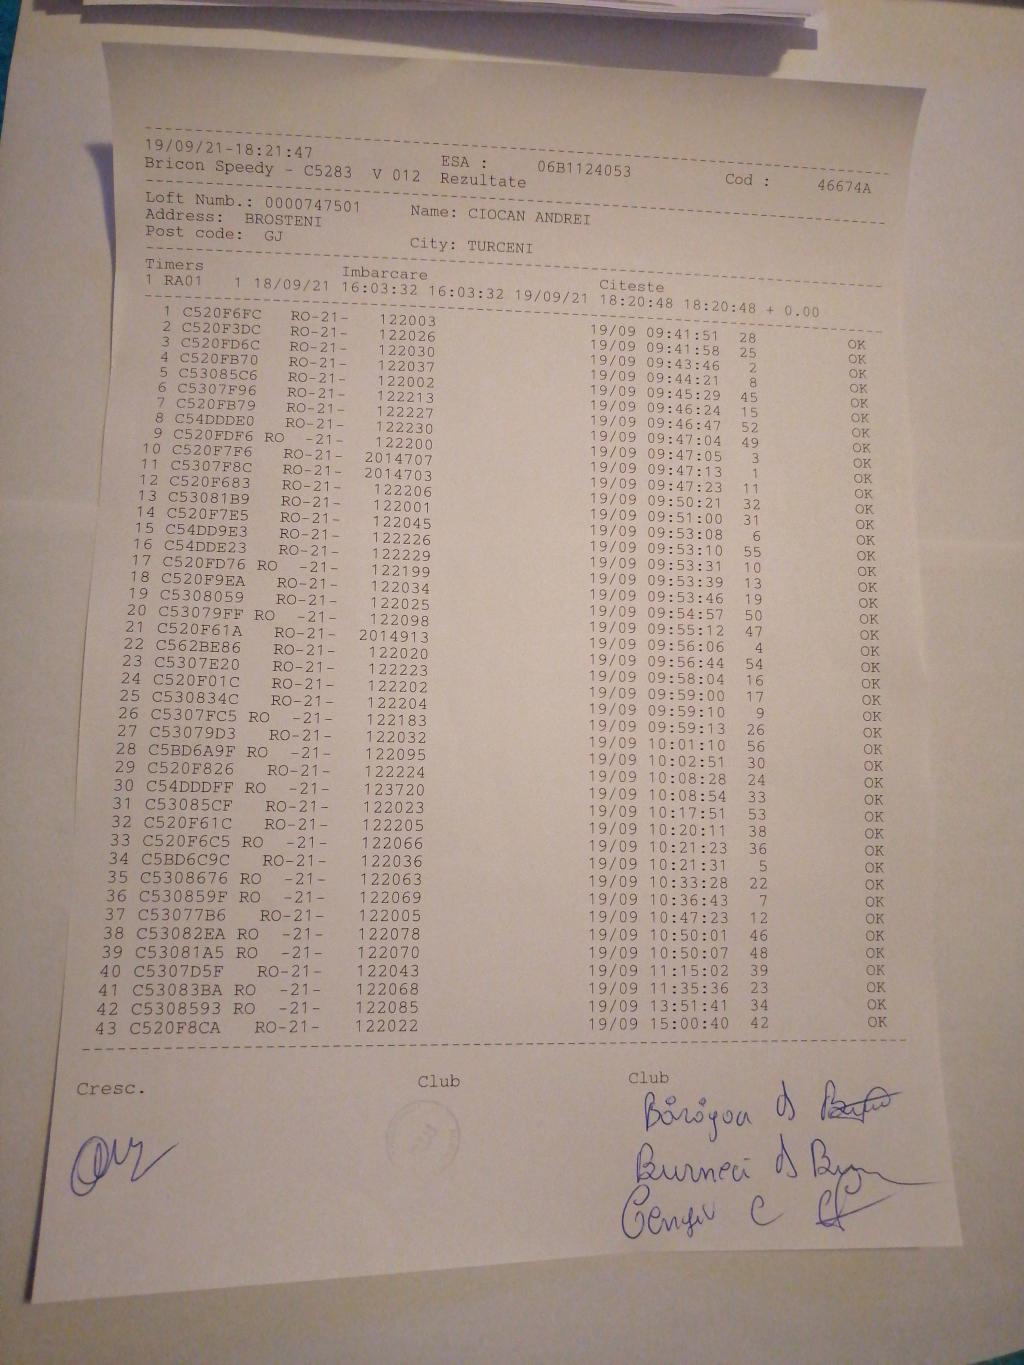 19/09/21-18:21:47 ESA : 06B1124053 Cod : 46674A
Bricon Speedy - C5283 V 012 Rezultate
Loft Numb.: 0000747501 Name: CIOCAN ANDREI
Address: BROSTENI
Post code: GJ City: TURCENI
Timers Imbarcare Citeste
1 RA01 1 18/09/21 16:03:32 16:03:32 19/09/21 18:20:48 18:20:48 + 0.00
1 C520F6FC RO-21- 122003 19/09 09:41:51 28 OK
2 C520F3DC RO-21- 122026 19/09 09:41:58 25 OK
3 C520FD6C RO-21- 122030 19/09 09:43:46 2 OK
4 C520FB70 RO-21- 122037 19/09 09:44:21 8 OK
5 C53085C6 RO-21- 122002 19/09 09:45:29 45 OK
6 C5307F96 RO-21- 122213 19/09 09:46:24 15 OK
7 C520FB79 RO-21- 122227 19/09 09:46:47 52 OK
8 C54DDDE0 RO-21- 122230 19/09 09:47:04 49 OK
9 C520FDF6 RO -21- 122200 19/09 09:47:05 3 OK
10 C520F7F6 RO-21- 2014707 19/09 09:47:13 1 OK
11 C5307F8C RO-21- 2014703 19/09 09:47:23 11 OK
12 C520F683 RO-21- 122206 19/09 09:50:21 32 OK
13 C53081B9 RO-21- 122001 19/09 09:51:00 31 OK
14 C520F7E5 RO-21- 122045 19/09 09:53:08 6 OK
15 C54DD9E3 RO-21- 122226 19/09 09:53:10 55 OK
16 C54DDE23 RO-21- 122229 19/09 09:53:31 10 OK
17 C520FD76 RO -21- 122199 19/09 09:53:39 13 OK
18 C520F9EA RO-21- 122034 19/09 09:53:46 19 OK
19 C5308059 RO-21- 122025 19/09 09:54:57 50 OK
20 C53079FF RO -21- 122098 19/09 09:55:12 47 OK
21 C520F61A RO-21- 2014913 19/09 09:56:06 4 OK
22 C562BE86 RO-21- 122020 19/09 09:56:44 54 OK
23 C5307E20 RO-21- 122223 19/09 09:58:04 16 OK
24 C520F01C RO-21- 122202 19/09 09:59:00 17 OK
25 C530834C RO-21- 122204 19/09 09:59:10 9 OK
26 C5307FC5 RO -21- 122183 19/09 09:59:13 26 OK
27 C53079D3 RO-21- 122032 19/09 10:01:10 56 OK
28 C5BD6A9F RO -21- 122095 19/09 10:02:51 30 OK
29 C520F826 RO-21- 122224 19/09 10:08:28 24 OK
30 C54DDDFF RO -21- 123720 19/09 10:08:54 33 OK
31 C53085CF RO-21- 122023 19/09 10:17:51 53 OK
32 C520F61C RO-21- 122205 19/09 10:20:11 38 OK
33 C520F6C5 RO -21- 122066 19/09 10:21:23 36 OK
34 C5BD6C9C RO-21- 122036 19/09 10:21:31 5 OK
35 C5308676 RO -21- 122063 19/09 10:33:28 22 OK
36 C530859F RO -21- 122069 19/09 10:36:43 7 OK
37 C53077B6 RO-21- 122005 19/09 10:47:23 12 OK
38 C53082EA RO -21- 122078 19/09 10:50:01 46 OK
39 C53081A5 RO -21- 122070 19/09 10:50:07 48 OK
40 C5307D5F RO-21- 122043 19/09 11:15:02 39 OK
41 C53083BA RO -21- 122068 19/09 11:35:36 23 OK
42 C5308593 RO -21- 122085 19/09 13:51:41 34 OK
43 C520F8CA RO-21- 122022 19/09 15:00:40 42 OK
Cresc. Club Club